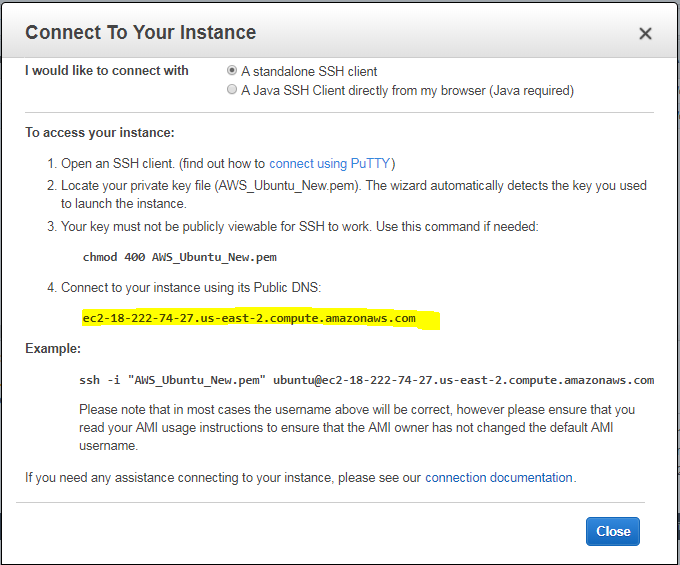 Connect To Your Instance
I would like to connect with
A standalone SSH client
A Java SSH Client directly from my browser (Java required)
To access your instance:
1. Open an SSH client. (find out how to connect using PuTTY)
2. Locate your private key file (AWS_Ubuntu_New.pem). The wizard automatically detects the key you used
to launch the instance.
3. Your key must not be publicly viewable for SSH to work. Use this command if needed:
chmod 400 AWS_Ubuntu_New.pem
4. Connect to your instance using its Public DNS:
ec2-18-222-74-27.us-east-2.compute.amazonaws.com
Example:
ssh -i "AWS_Ubuntu_New.pem" ubuntu@ec2-18-222-74-27.us-east-2.compute.amazonaws.com
Please note that in most cases the username above will be correct, however please ensure that you
read your AMI usage instructions to ensure that the AMI owner has not changed the default AMI
username.
If you need any assistance connecting to your instance, please see our connection documentation.
Close